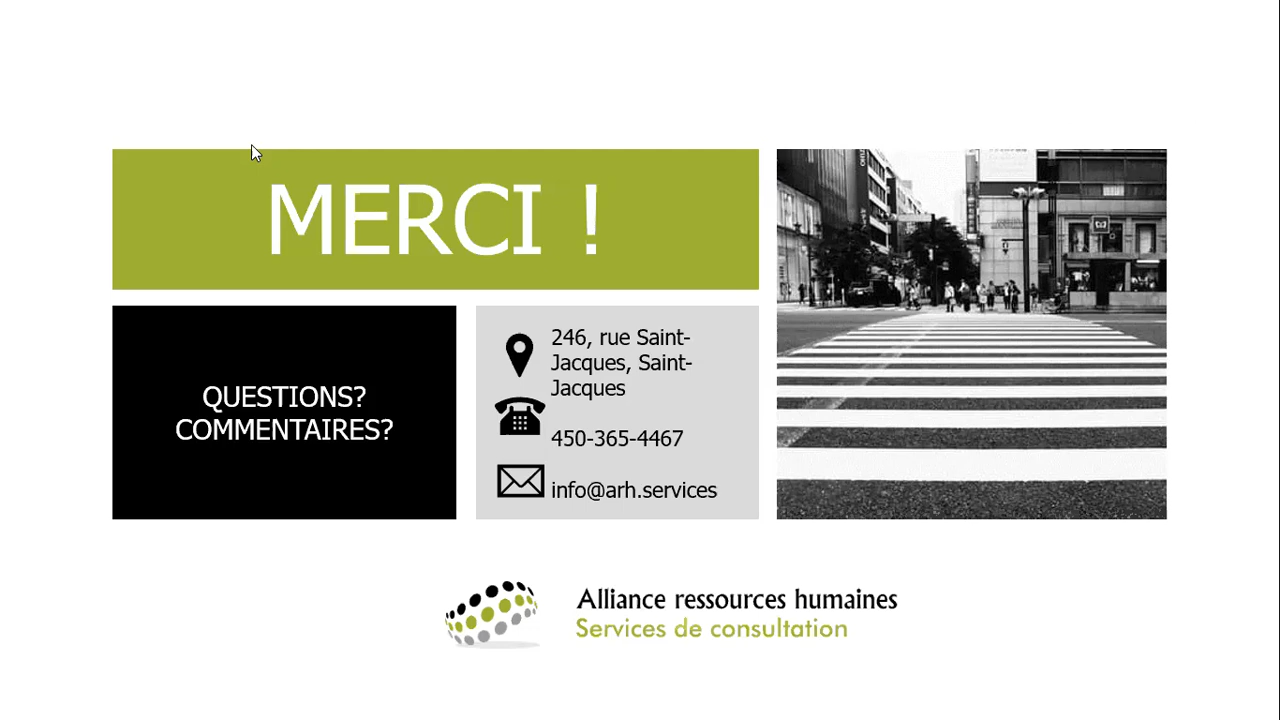 MERCI !
QUESTIONS?
COMMENTAIRES?
246, rue Saint-
Jacques, Saint-
Jacques
450-365-4467
info@arh.services
Alliance ressources humaines
Services de consultation